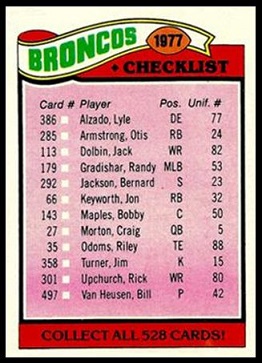 BRONCOS 1977
+ CHECKLIST
Card # Player Pos. Unif. #
386 Alzado, Lyle DE 77
285 Armstrong, Otis RB 24
113 Dolbin, Jack WR 82
179 Gradishar, Randy MLB 53
292 Jackson, Bernard S 23
66 Keyworth, Jon RB 32
143 Maples, Bobby C 50
27 Morton, Craig QB 5
35 Odoms, Riley TE 88
358 Turner, Jim K 15
301 Upchurch, Rick WR 80
497 Van Heusen, Bill P 42
COLLECT ALL 528 CARDS!